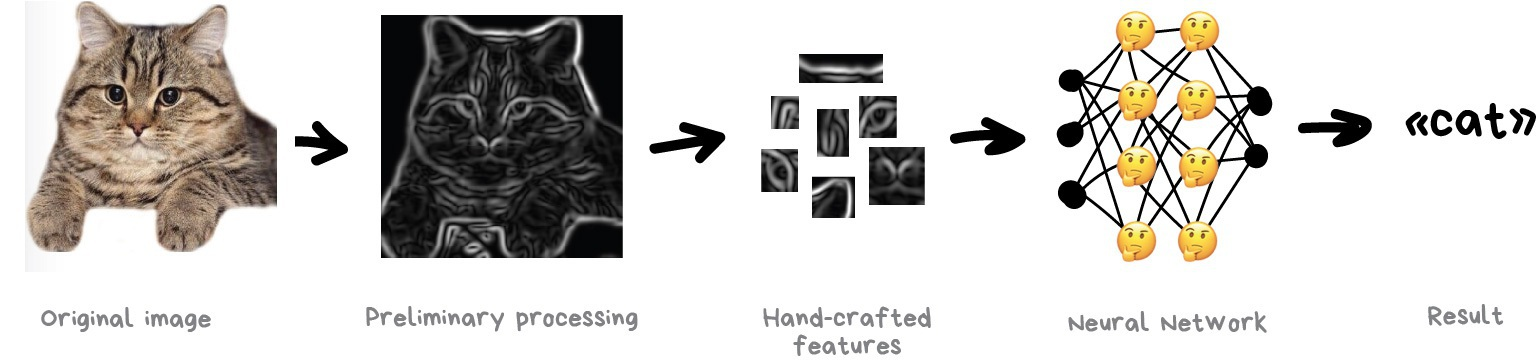 «cat»
Original image
Preliminary processing
Hand-crafted
features
Neural Network
Result